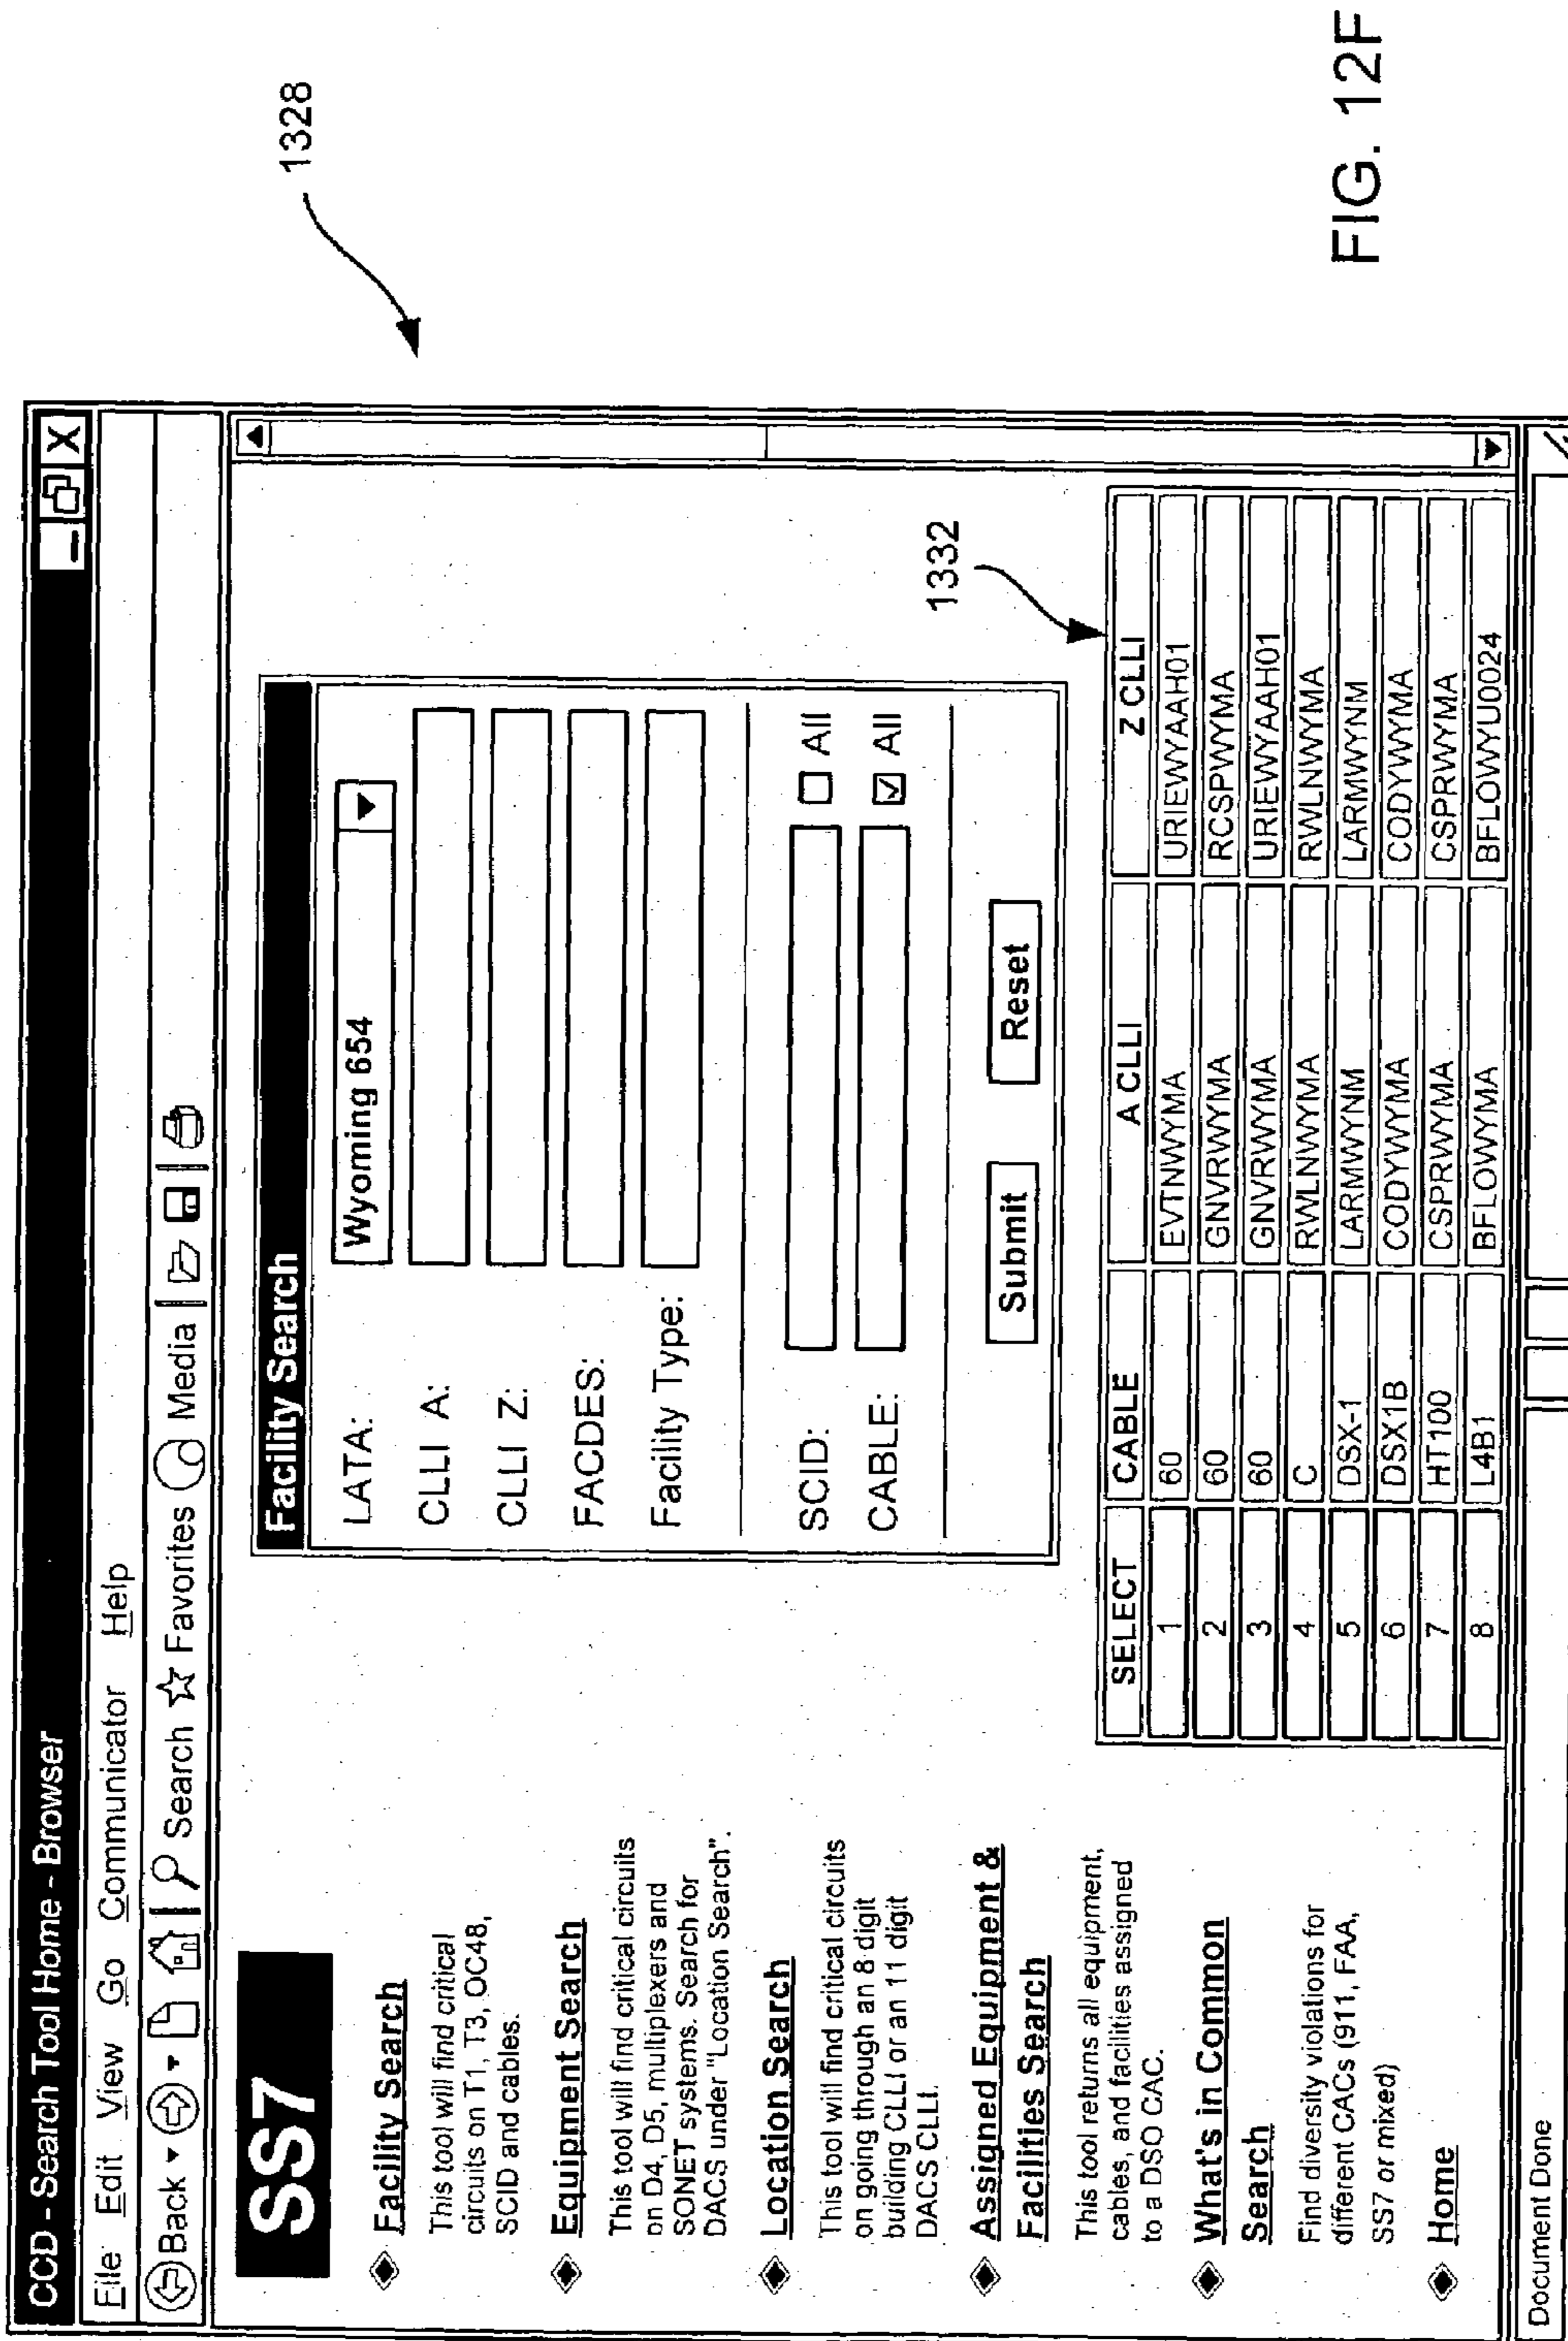 CCD - Search Tool Home - Browser
X
File Edit View Go Communicator Help
Back Search Favorites Media
SS7
Facility Search
This tool will find critical
circuits on T1, T3, OC48,
SCID and cables.
Equipment Search
This tool will find critical circuits
on D4, D5, multiplexers and
SONET systems. Search for
DACS under "Location Search".
Location Search
This tool will find critical circuits
on going through an 8 digit
building CLLI or an 11 digit
DACS CLLI.
Assigned Equipment &
Facilities Search
This tool returns all equipment,
cables, and facilities assigned
to a DSO CAC.
What's in Common
Search
Find diversity violations for
different CACs (911, FAA,
SS7 or mixed)
Home
Facility Search
LATA: Wyoming 654
CLLI A:
CLLI Z:
FACDES:
Facility Type:
SCID: All
CABLE: All
Submit Reset
SELECT CABLE A CLLI Z CLLI
1 60 EVTNWYMA URIEWYAAH01
2 60 GNVRWYMA RCSPWYMA
3 60 GNVRWYMA URIEWYAAH01
4 C RWLNWYMA RWLNWYMA
5 DSX-1 LARMWYNM LARMWYNM
6 DSX1B CODYWYMA CODYWYMA
7 HT100 CSPRWYMA CSPRWYMA
8 L4B1 BFLOWYMA BFLOWYU0024
Document Done
1328
1332
FIG. 12F